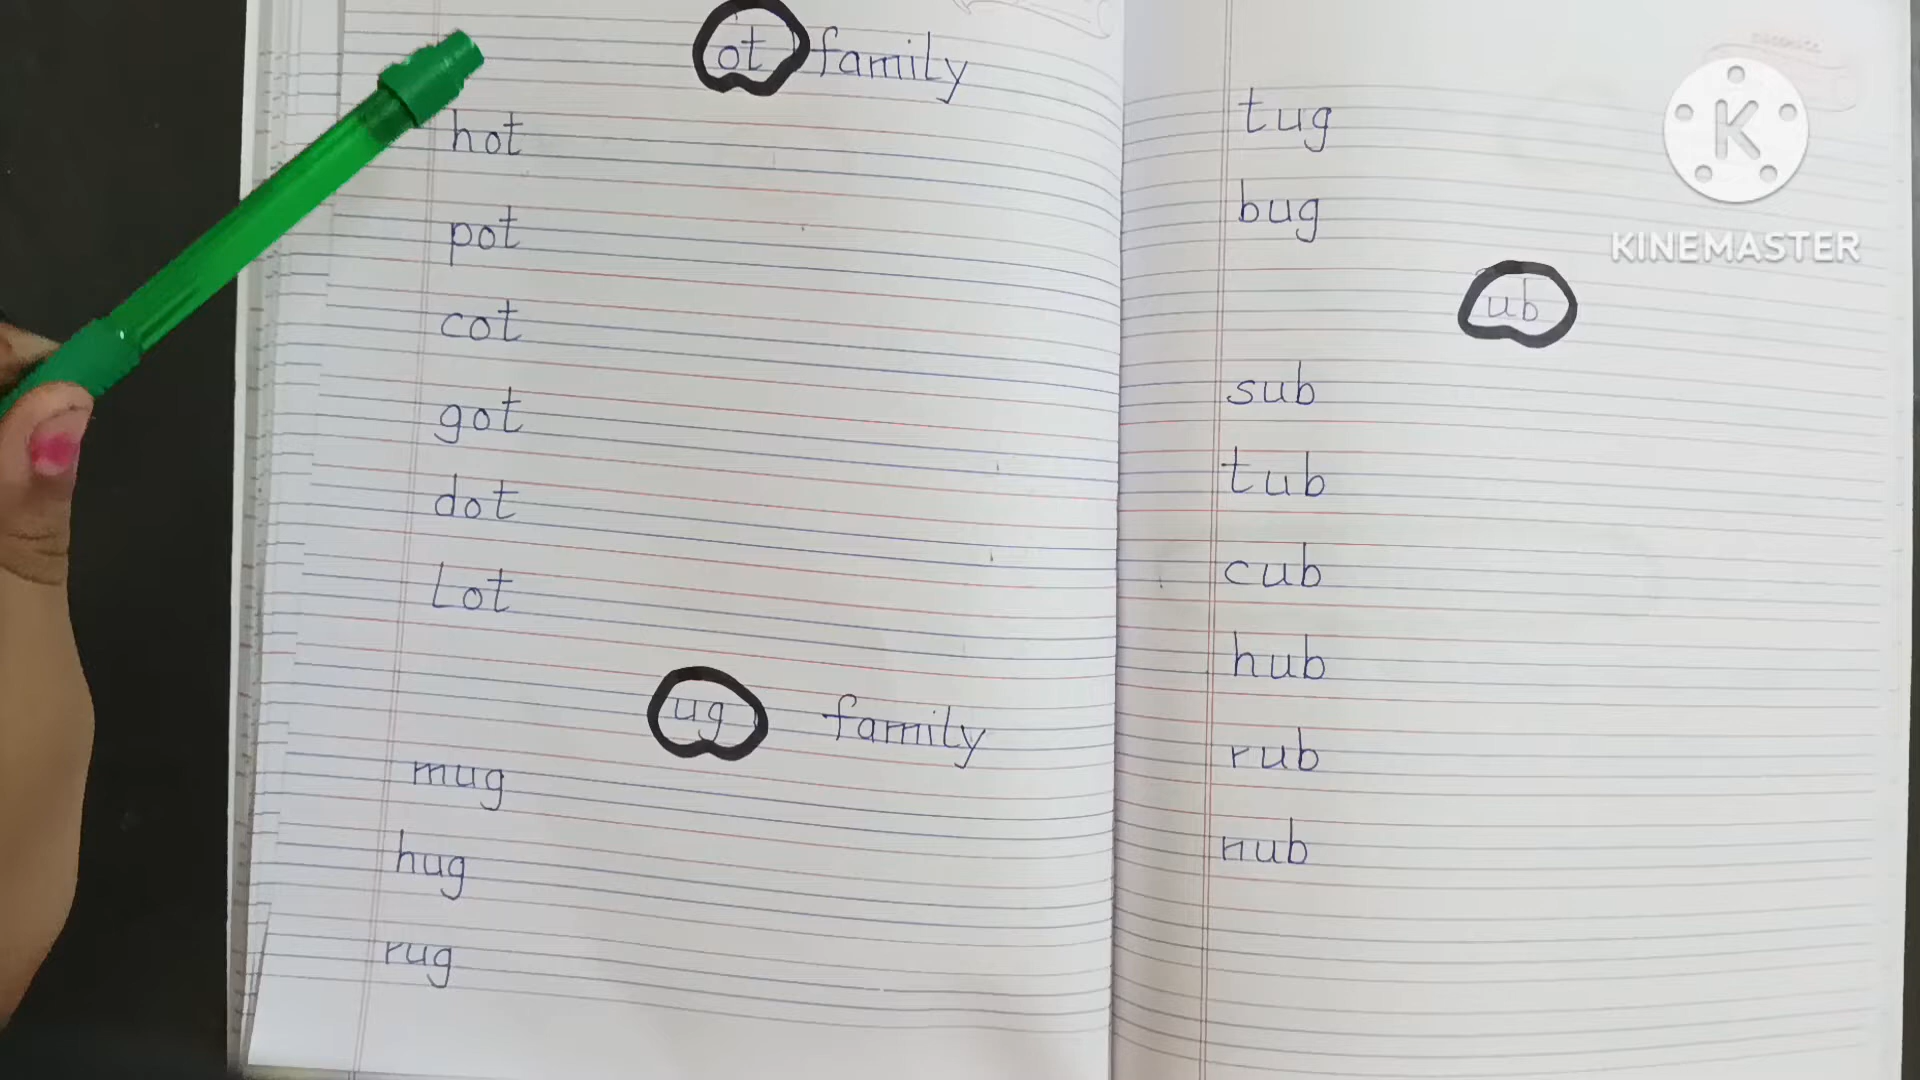 ot family
hot
pot
cot
got
dot
Lot
ug family
mug
hug
rug
tug
bug
ub
sub
tub
cub
hub
rub
nub
K
KINEMASTER